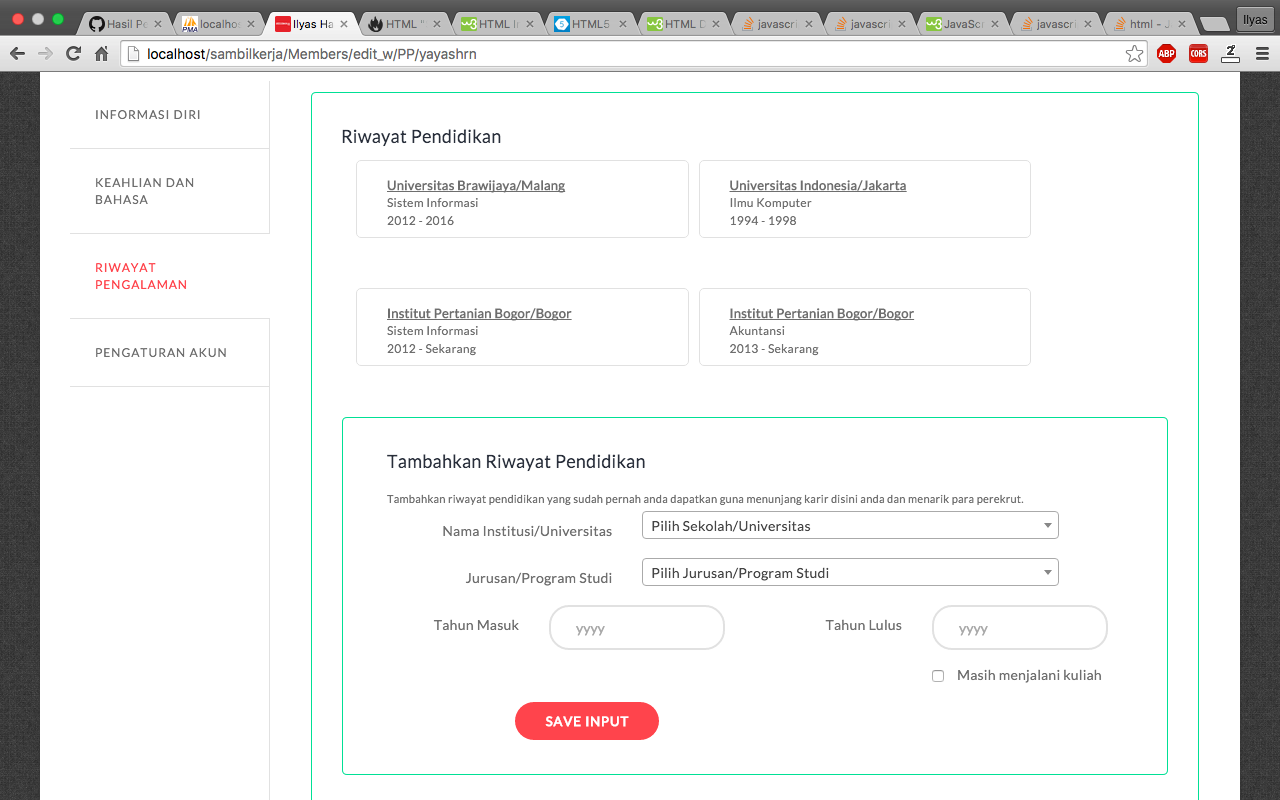 Hasil Pe
localhos
Ilyas Ha
HTML "
HTML In
HTML5
HTML D
javascri
javascri
JavaSc
javascri
html - J
Ilyas
localhost/sambilkerja/Members/edit_w/PP/yayashrn
ABP
CORS
INFORMASI DIRI
KEAHLIAN DAN
BAHASA
RIWAYAT
PENGALAMAN
PENGATURAN AKUN
Riwayat Pendidikan
Universitas Brawijaya/Malang
Sistem Informasi
2012 - 2016
Universitas Indonesia/Jakarta
Ilmu Komputer
1994 - 1998
Institut Pertanian Bogor/Bogor
Sistem Informasi
2012 - Sekarang
Institut Pertanian Bogor/Bogor
Akuntansi
2013 - Sekarang
Tambahkan Riwayat Pendidikan
Tambahkan riwayat pendidikan yang sudah pernah anda dapatkan guna menunjang karir disini anda dan menarik para perekrut.
Nama Institusi/Universitas
Pilih Sekolah/Universitas
Jurusan/Program Studi
Pilih Jurusan/Program Studi
Tahun Masuk
yyyy
Tahun Lulus
yyyy
Masih menjalani kuliah
SAVE INPUT